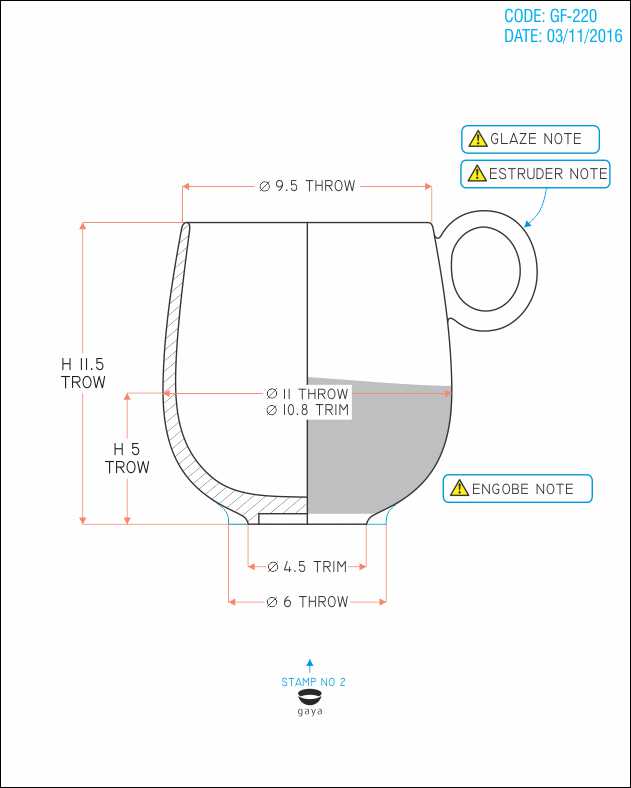 CODE: GF-220
DATE: 03/11/2016
GLAZE NOTE
ESTRUDER NOTE
Ø 9.5 THROW
H 11.5
TROW
Ø 11 THROW
Ø 10.8 TRIM
H 5
TROW
ENGOBE NOTE
Ø 4.5 TRIM
Ø 6 THROW
STAMP NO 2
gaya